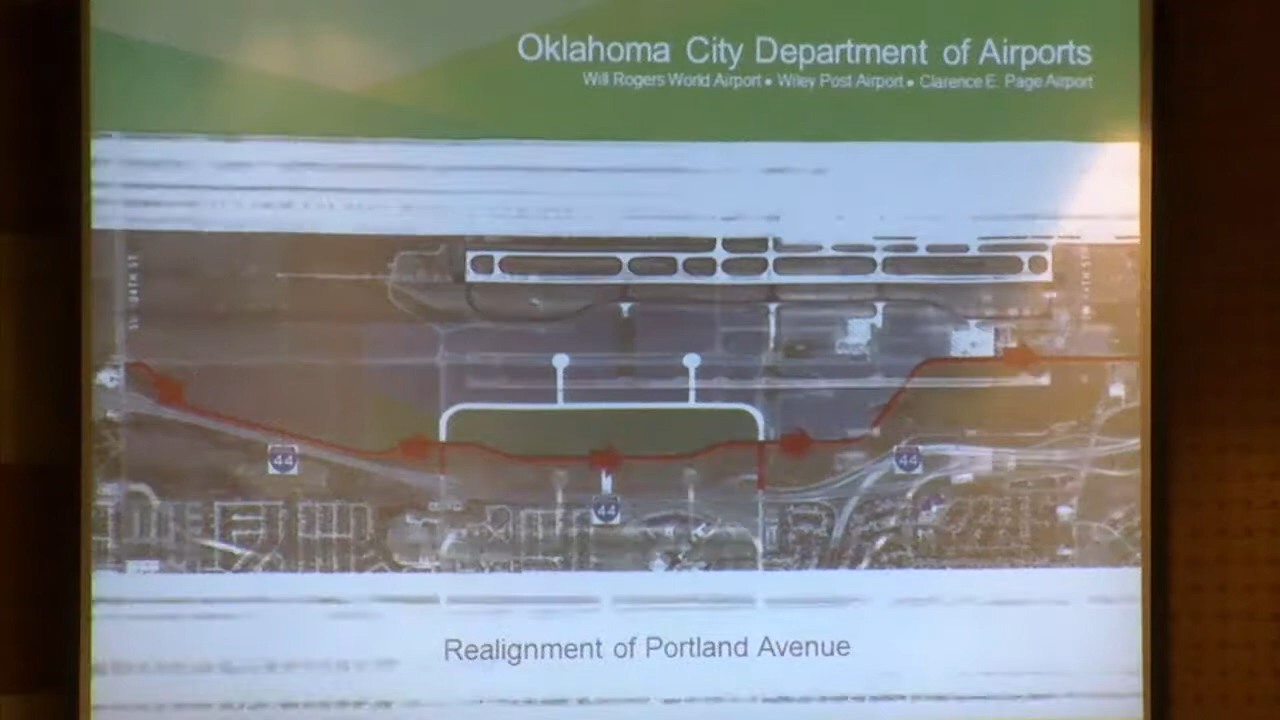 Oklahoma City Department of Airports
Will Rogers World Airport • Wiley Post Airport • Clarence E. Page Airport
44
44
44
Realignment of Portland Avenue